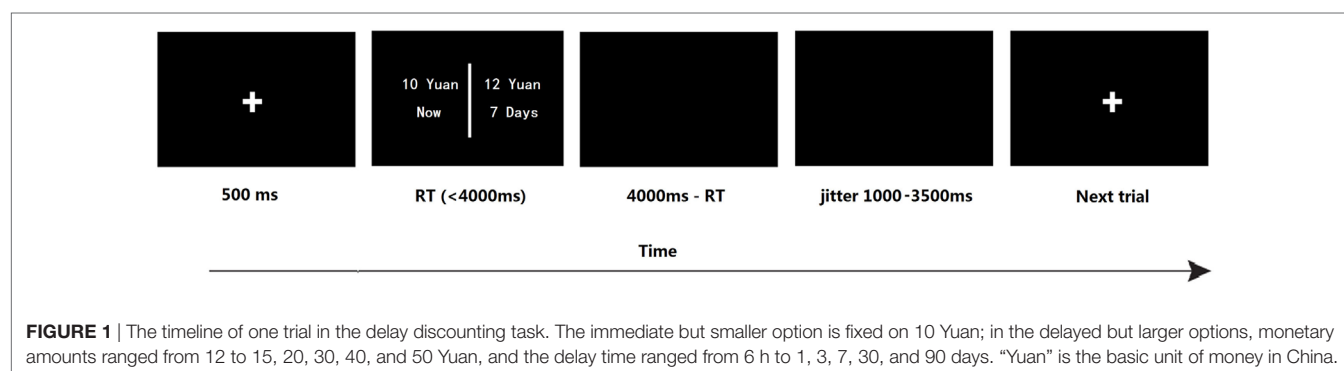 10 Yuan 12 Yuan
Now 7 Days
500 ms RT (<4000ms) 4000ms - RT jitter 1000-3500ms Next trial
Time
FIGURE 1 | The timeline of one trial in the delay discounting task. The immediate but smaller option is fixed on 10 Yuan; in the delayed but larger options, monetary
amounts ranged from 12 to 15, 20, 30, 40, and 50 Yuan, and the delay time ranged from 6 h to 1, 3, 7, 30, and 90 days. “Yuan” is the basic unit of money in China.